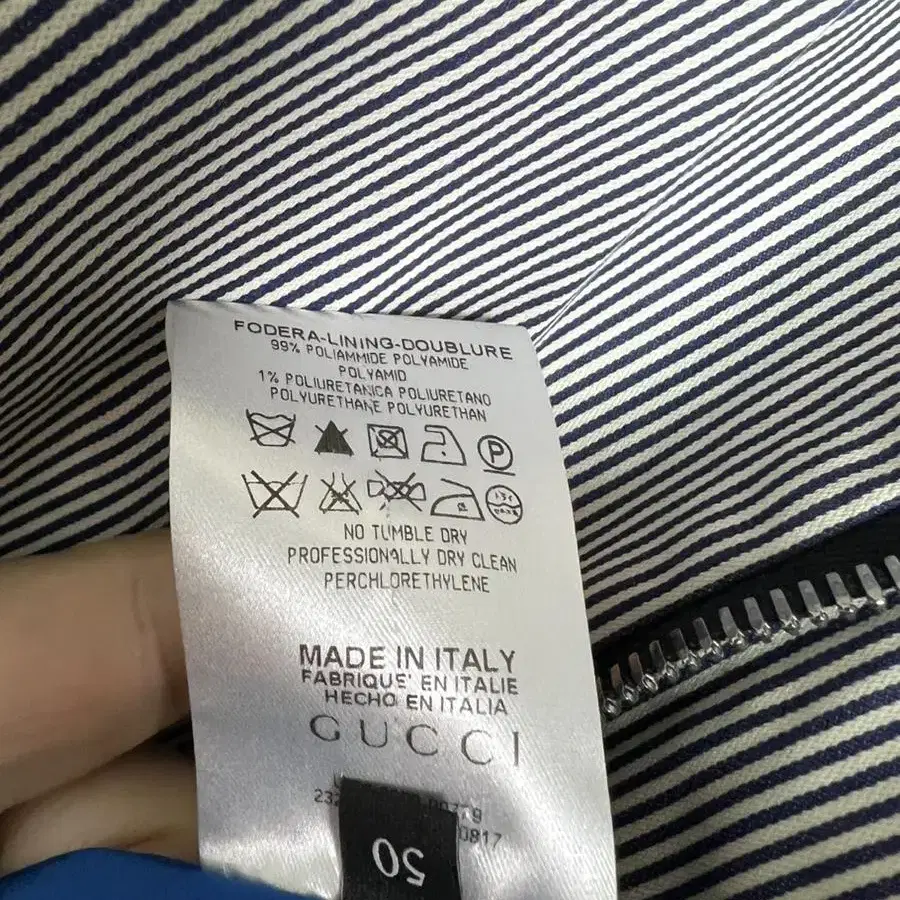 FODERA-LINING-DOUBLURE
99% POLIAMMIDE POLYAMIDE
POLYAMID
1% POLIURETANICA POLIURETANO
POLYURETHANE POLYURETHAN
P
NO TUMBLE DRY
PROFESSIONALLY DRY CLEAN
PERCHLORETHYLENE
MADE IN ITALY
FABRIQUE' EN ITALIE
HECHO EN ITALIA
GUCCI
0817
50